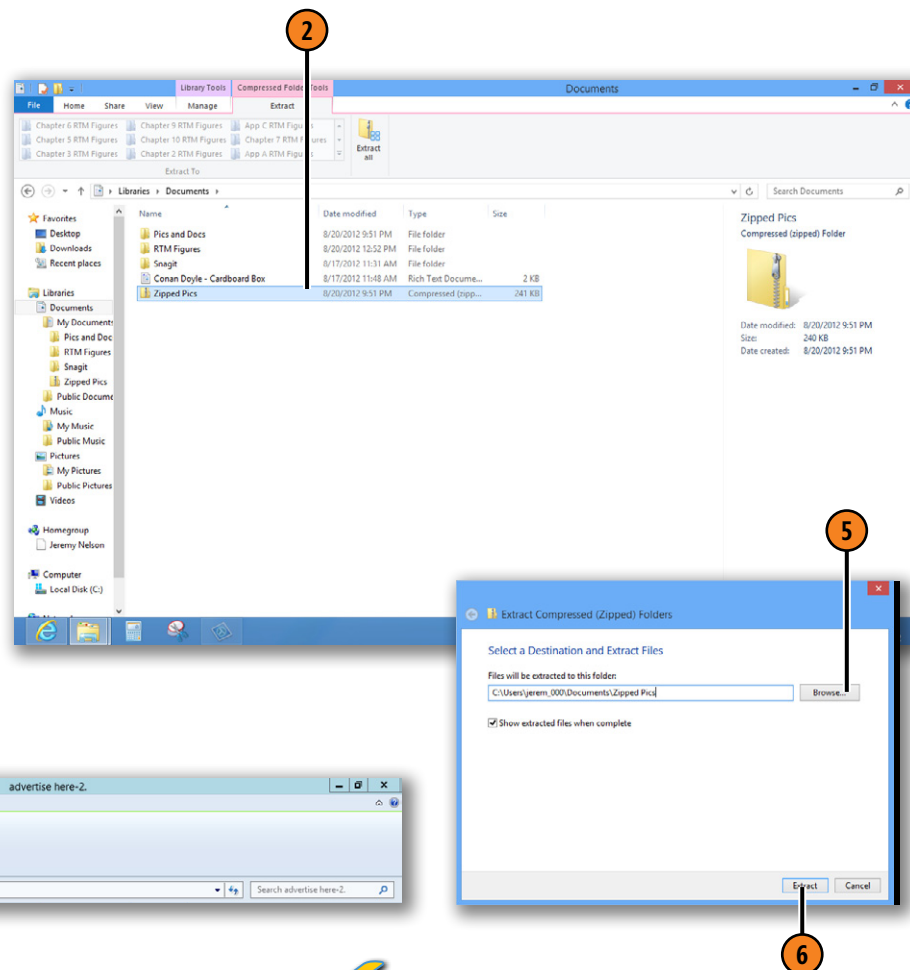 2
Library Tools Compressed Folder Tools Documents
File Home Share View Manage Extract
Chapter 6 RTM Figures Chapter 9 RTM Figures App C RTM Figu s
Chapter 5 RTM Figures Chapter 10 RTM Figures Chapter 7 RTM F ures
Chapter 3 RTM Figures Chapter 2 RTM Figures App A RTM Figu s
Extract all
Extract To
Libraries Documents Search Documents
Favorites
Desktop
Downloads
Recent places
Libraries
Documents
My Documents
Pics and Doc
RTM Figures
Snagit
Zipped Pics
Public Docume
Music
My Music
Public Music
Pictures
My Pictures
Public Pictures
Videos
Homegroup
Jeremy Nelson
Computer
Local Disk (C:)
Name Date modified Type Size
Pics and Docs 8/20/2012 9:51 PM File folder
RTM Figures 8/20/2012 12:52 PM File folder
Snagit 8/17/2012 11:31 AM File folder
Conan Doyle - Cardboard Box 8/17/2012 11:48 AM Rich Text Docume... 2 KB
Zipped Pics 8/20/2012 9:51 PM Compressed (zipp... 241 KB
Zipped Pics
Compressed (zipped) Folder
Date modified: 8/20/2012 9:51 PM
Size: 240 KB
Date created: 8/20/2012 9:51 PM
5
Extract Compressed (Zipped) Folders
Select a Destination and Extract Files
Files will be extracted to this folder:
C:\Users\jerem_000\Documents\Zipped Pics Browse...
Show extracted files when complete
Extract Cancel
6
advertise here-2.
Search advertise here-2.